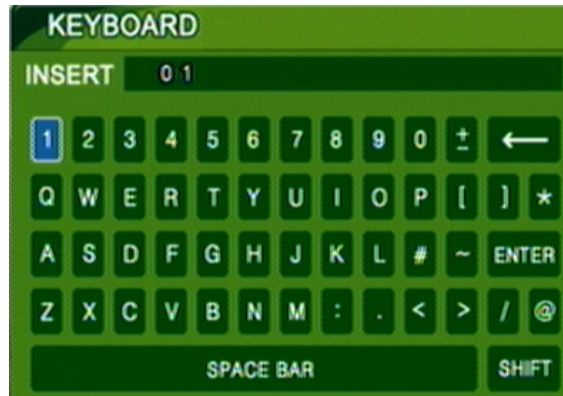 KEYBOARD
INSERT 01
1 2 3 4 5 6 7 8 9 0 ± ←
Q W E R T Y U I O P [ ] *
A S D F G H J K L # ~ ENTER
Z X C V B N M : . < > / @
SPACE BAR SHIFT